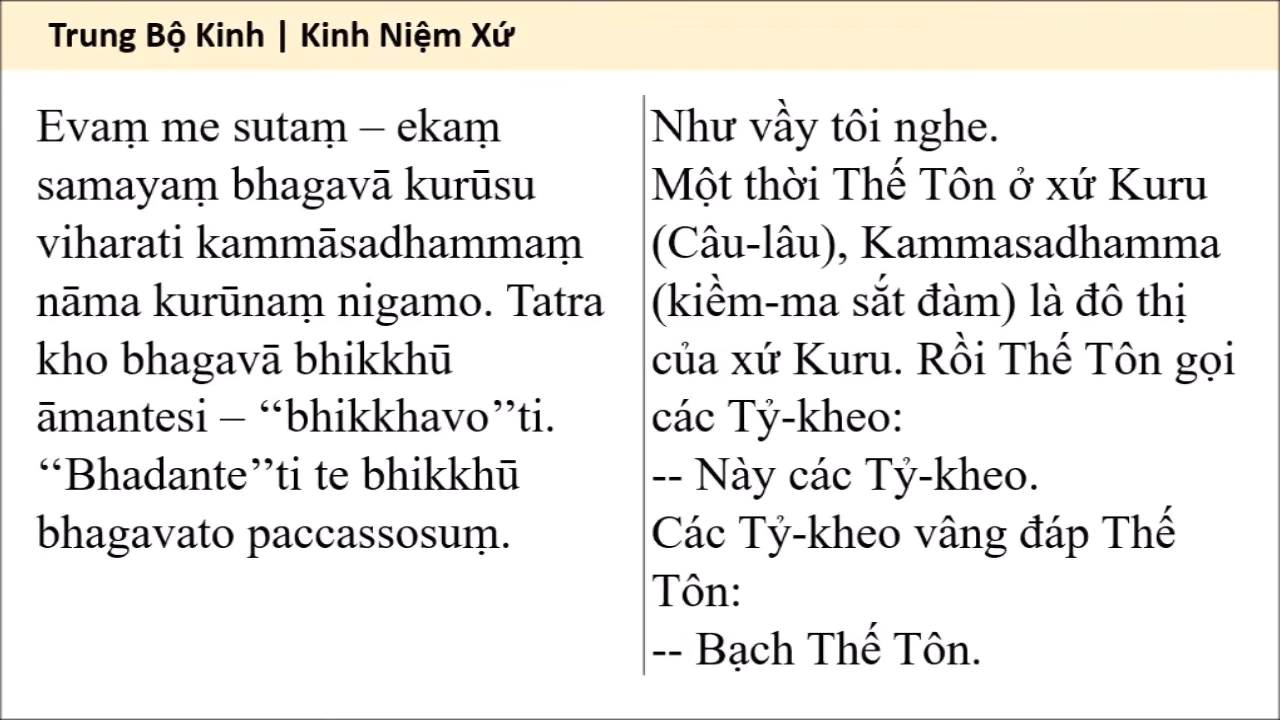 Trung Bộ Kinh | Kinh Niệm Xứ
Evaṃ me sutaṃ – ekaṃ
samayaṃ bhagavā kurūsu
viharati kammāsadhammaṃ
nāma kurūnaṃ nigamo. Tatra
kho bhagavā bhikkhū
āmantesi – ‘‘bhikkhavo’’ti.
‘‘Bhadante’’ti te bhikkhū
bhagavato paccassosuṃ.
Như vầy tôi nghe.
Một thời Thế Tôn ở xứ Kuru
(Câu-lâu), Kammasadhamma
(kiềm-ma sắt đàm) là đô thị
của xứ Kuru. Rồi Thế Tôn gọi
các Tỷ-kheo:
-- Này các Tỷ-kheo.
Các Tỷ-kheo vâng đáp Thế
Tôn:
-- Bạch Thế Tôn.